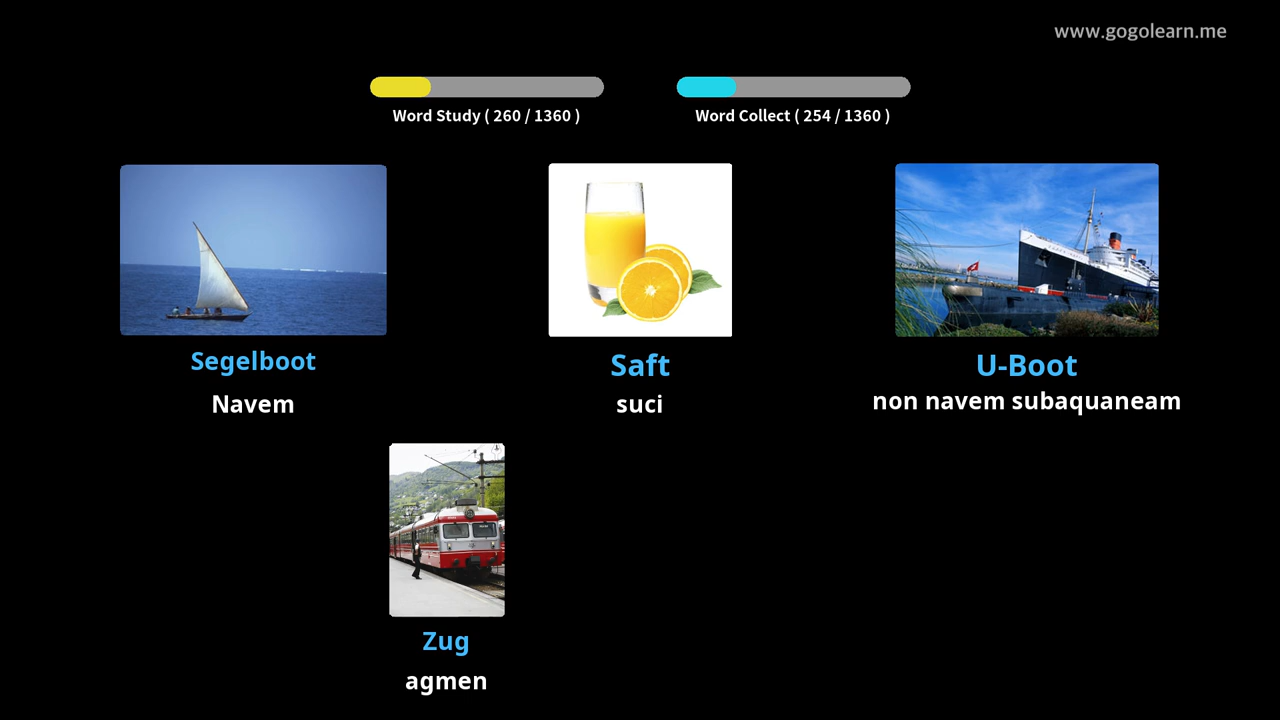 www.gogolearn.me
Word Study ( 260 / 1360 )
Word Collect ( 254 / 1360 )
Segelboot
Navem
Saft
suci
U-Boot
non navem subaquaneam
Zug
agmen